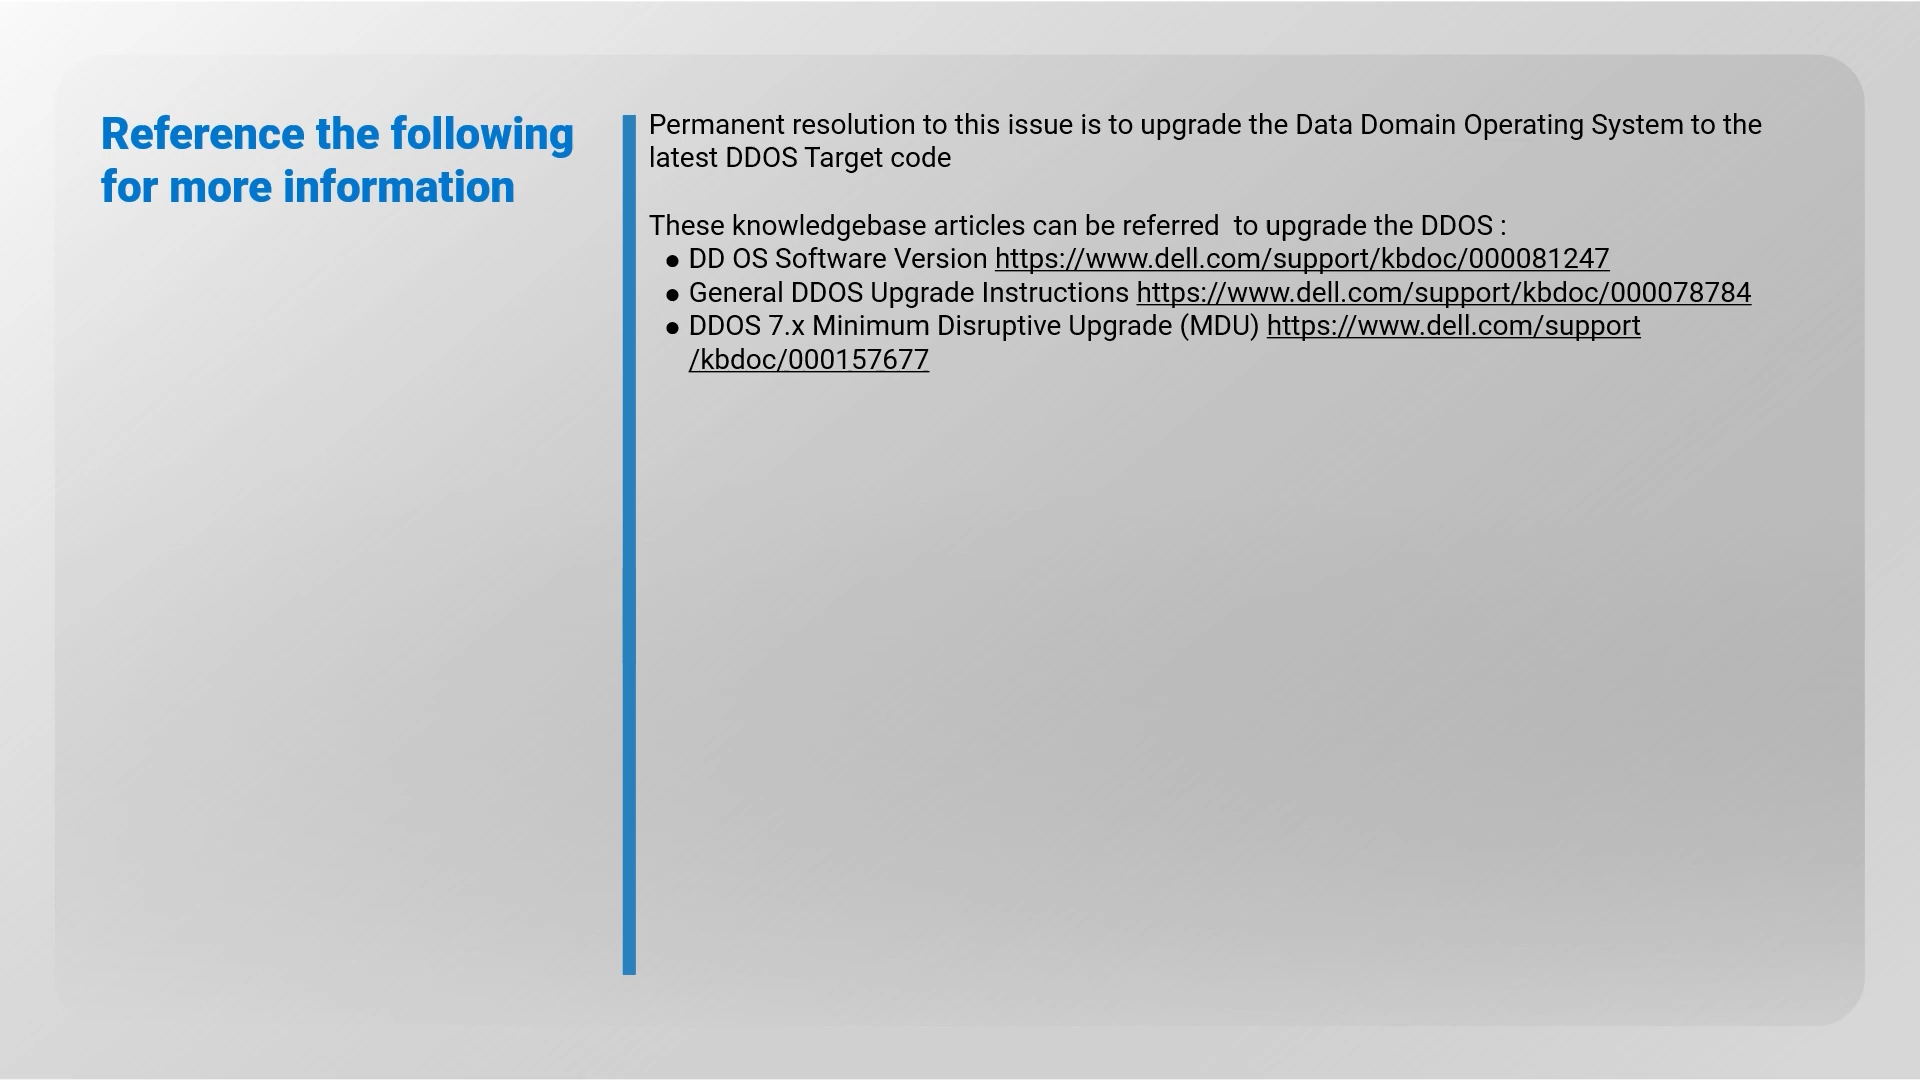 Reference the following
for more information
Permanent resolution to this issue is to upgrade the Data Domain Operating System to the
latest DDOS Target code
These knowledgebase articles can be referred  to upgrade the DDOS :
● DD OS Software Version https://www.dell.com/support/kbdoc/000081247
● General DDOS Upgrade Instructions https://www.dell.com/support/kbdoc/000078784
● DDOS 7.x Minimum Disruptive Upgrade (MDU) https://www.dell.com/support
/kbdoc/000157677